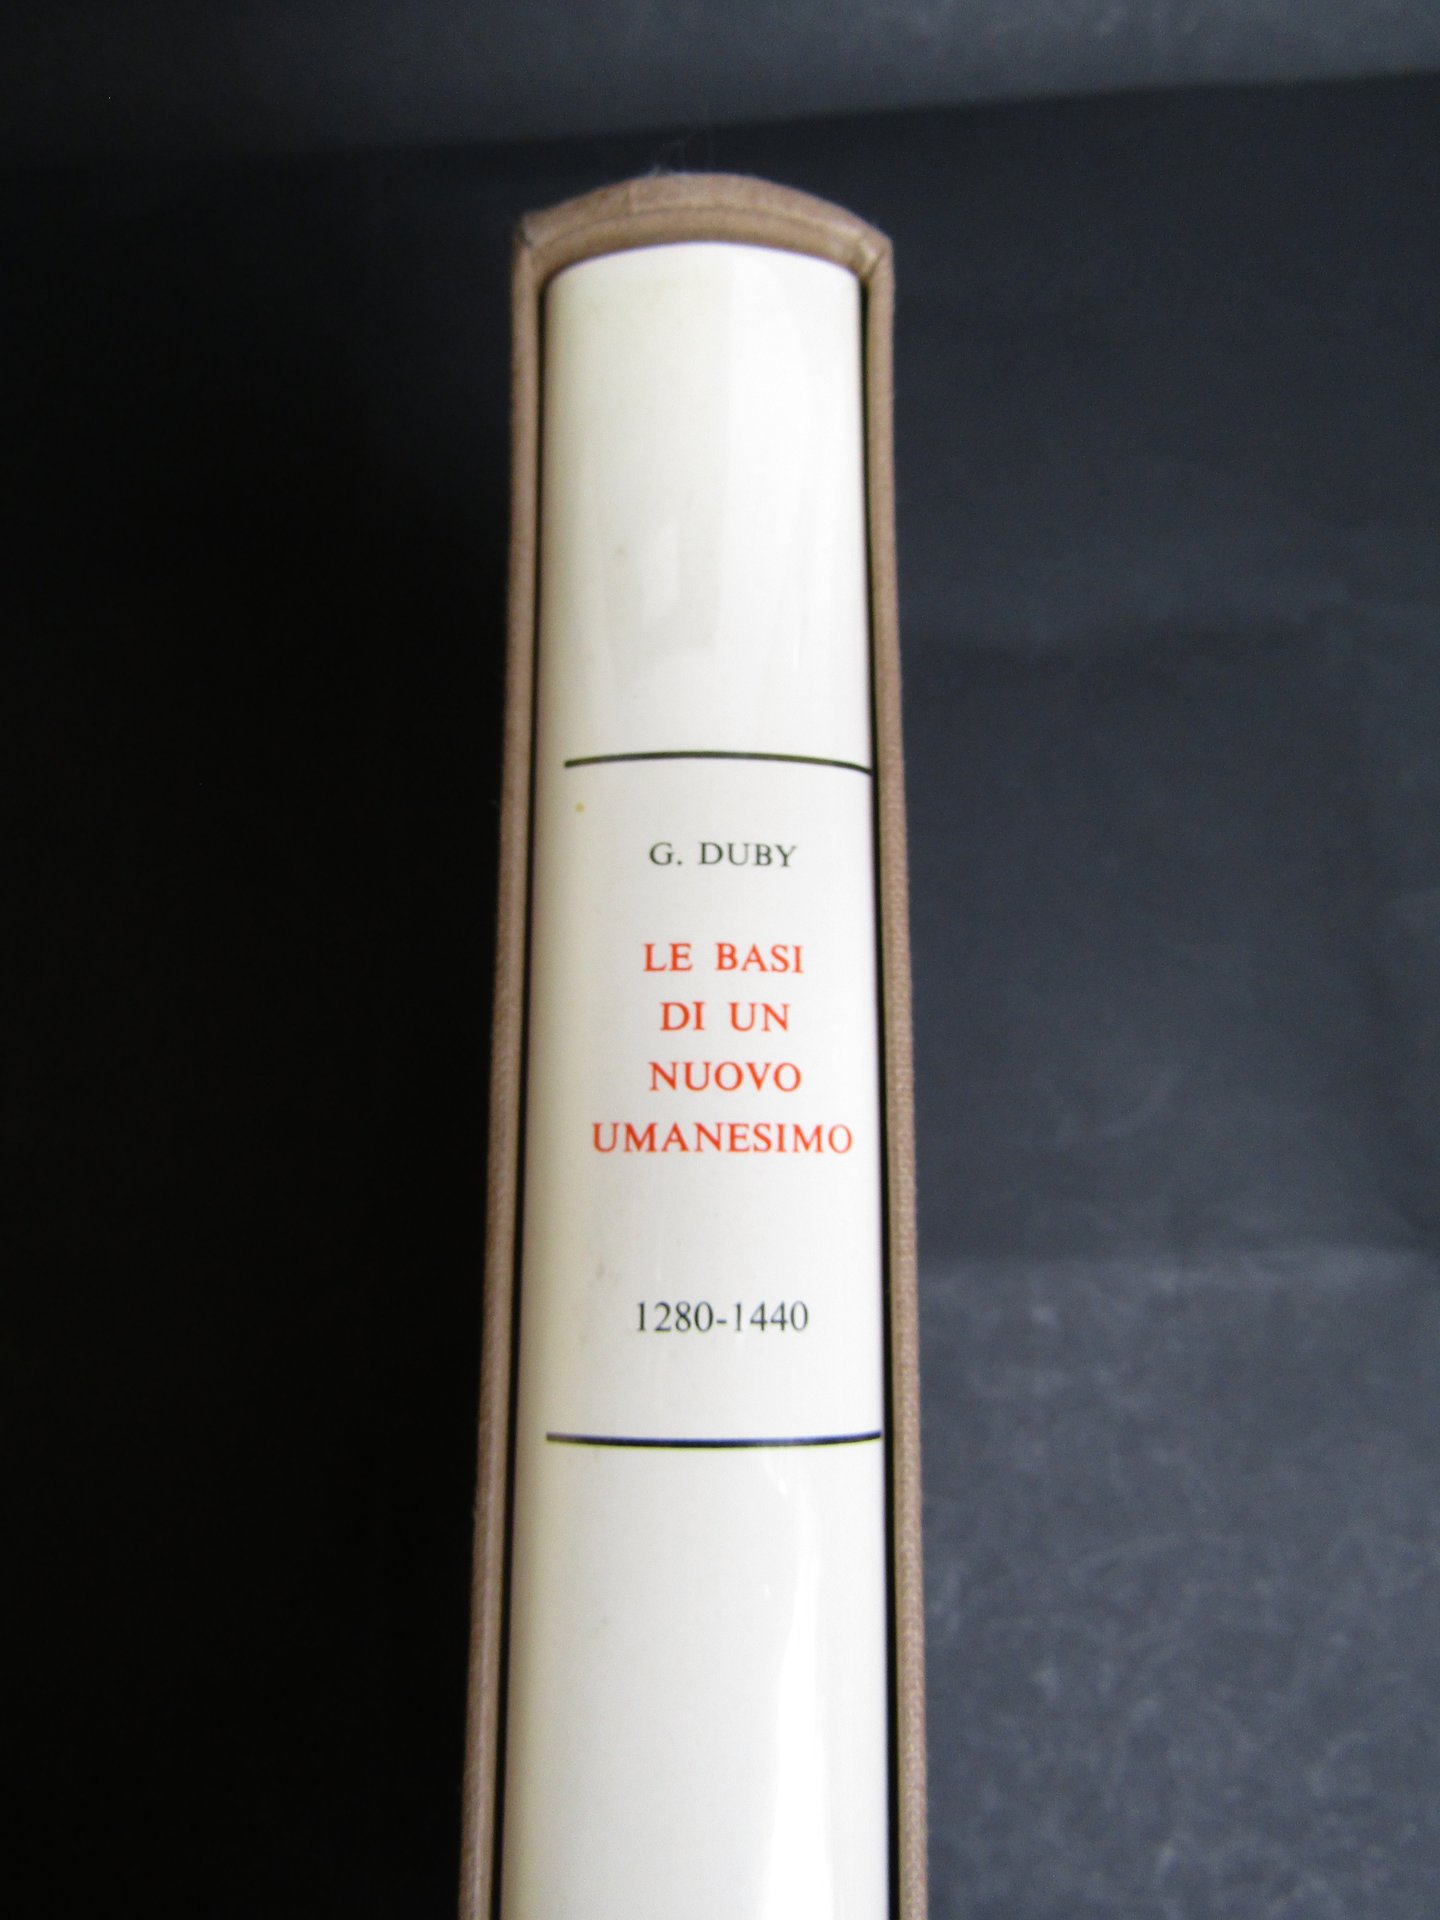 G. DUBY
LE BASI
DI UN
NUOVO
UMANESIMO
1280-1440